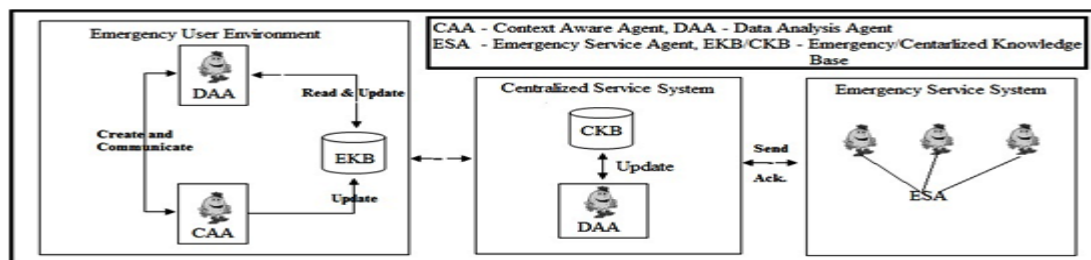 Emergency User Environment
CAA - Context Aware Agent, DAA - Data Analysis Agent
ESA - Emergency Service Agent, EKB/CKB - Emergency/Centarlized Knowledge
Base
DAA
Read & Update
Create and
Communicate
EKB
Update
CAA
Centralized Service System
CKB
Update
DAA
Send
Ack.
Emergency Service System
ESA